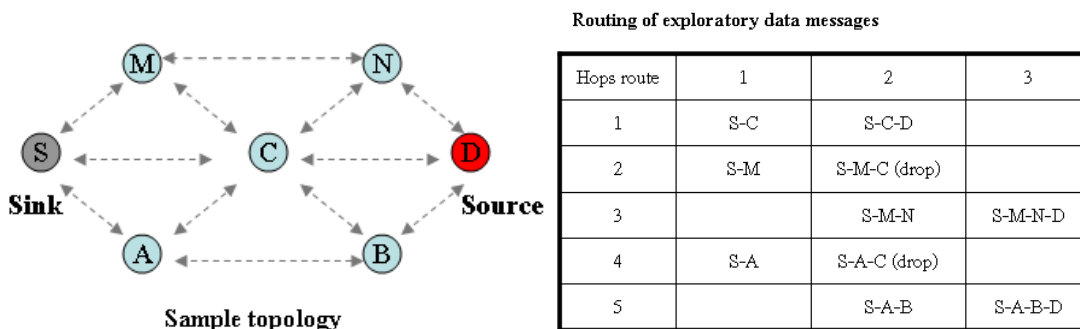 M
N
S
C
D
Sink
Source
A
B
Sample topology
Routing of exploratory data messages
Hops route 1 2 3
1 S-C S-C-D
2 S-M S-M-C (drop)
3 S-M-N S-M-N-D
4 S-A S-A-C (drop)
5 S-A-B S-A-B-D